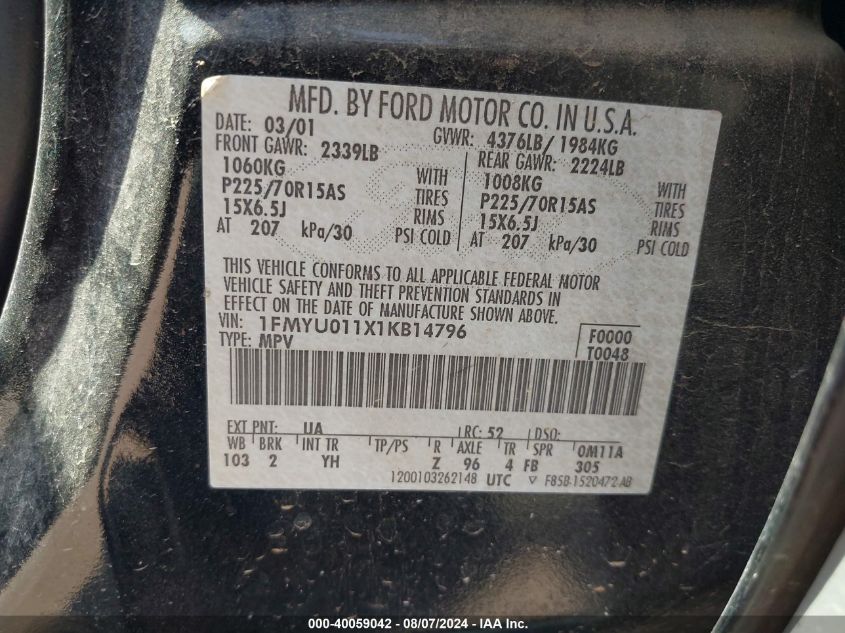 MFD. BY FORD MOTOR CO. IN U.S.A.
DATE: 03/01 GVWR: 4376LB/ 1984KG
FRONT GAWR: 2339LB REAR GAWR: 2224LB
1060KG WITH 1008KG WITH
P225/70R15AS TIRES P225/70R15AS TIRES
15X6.5J RIMS 15X6.5J RIMS
AT 207 kPa/30 PSI COLD AT 207 kPa/30 PSI COLD
THIS VEHICLE CONFORMS TO ALL APPLICABLE FEDERAL MOTOR
VEHICLE SAFETY AND THEFT PREVENTION STANDARDS IN
EFFECT ON THE DATE OF MANUFACTURE SHOWN ABOVE.
VIN: 1FMYU011X1KB14796 F0000
TYPE: MPV T0048
EXT PNT: UA RC: 52 DSO:
WB BRK INT TR TP/PS R AXLE TR SPR OM11A
103 2 YH Z 96 4 FB 305
1200103262148 UTC ▽ F85B-1520472-AB
000-40059042 - 08/07/2024 - IAA Holdings, LLC.